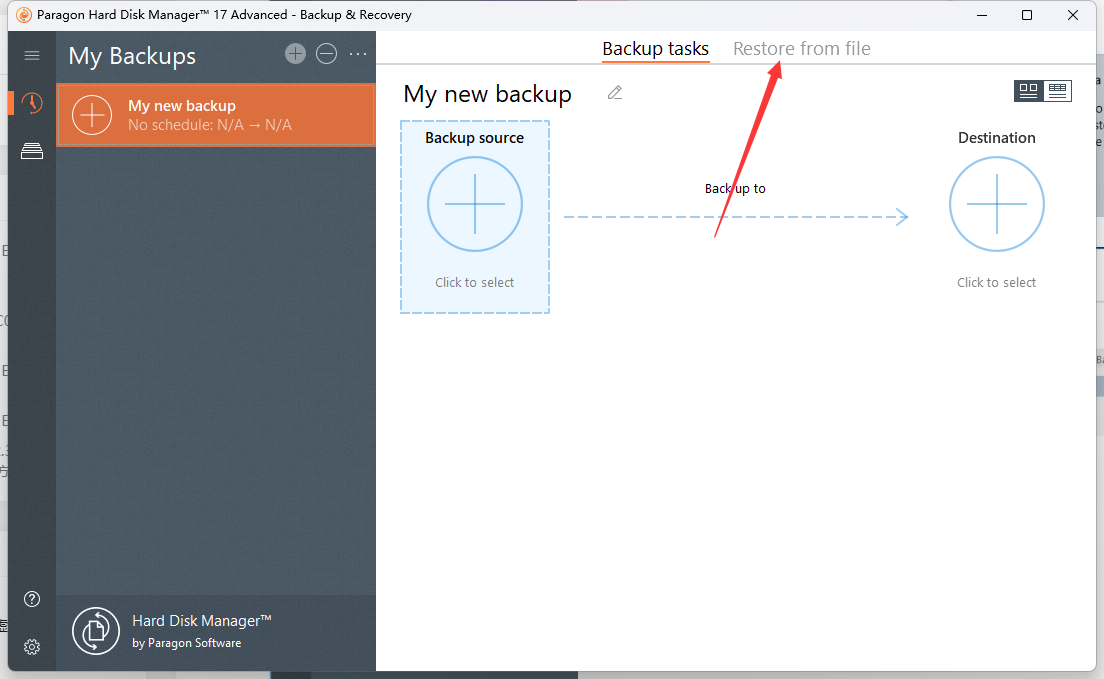 Paragon Hard Disk Manager™ 17 Advanced - Backup & Recovery
My Backups
Backup tasks
Restore from file
My new backup
No schedule: N/A → N/A
My new backup
Backup source
Click to select
Back up to
Destination
Click to select
Hard Disk Manager™
by Paragon Software